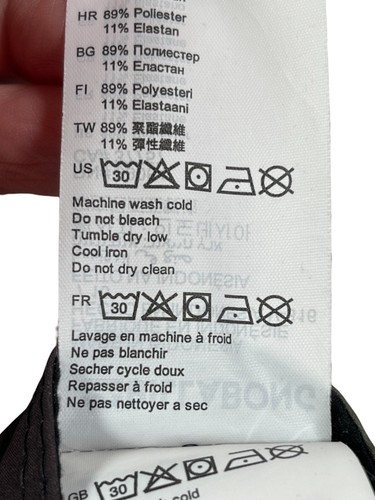 HR 89% Poliester
11% Elastan
BG 89% Полиестер
11% Еластан
FI 89% Polyesteri
11% Elastaani
TW 89% 聚酯纖維
11% 彈性纖維
US 30
Machine wash cold
Do not bleach
Tumble dry low
Cool iron
Do not dry clean
FR 30
Lavage en machine à froid
Ne pas blanchir
Secher cycle doux
Repasser à froid
Ne pas nettoyer a sec
GB 30
cold